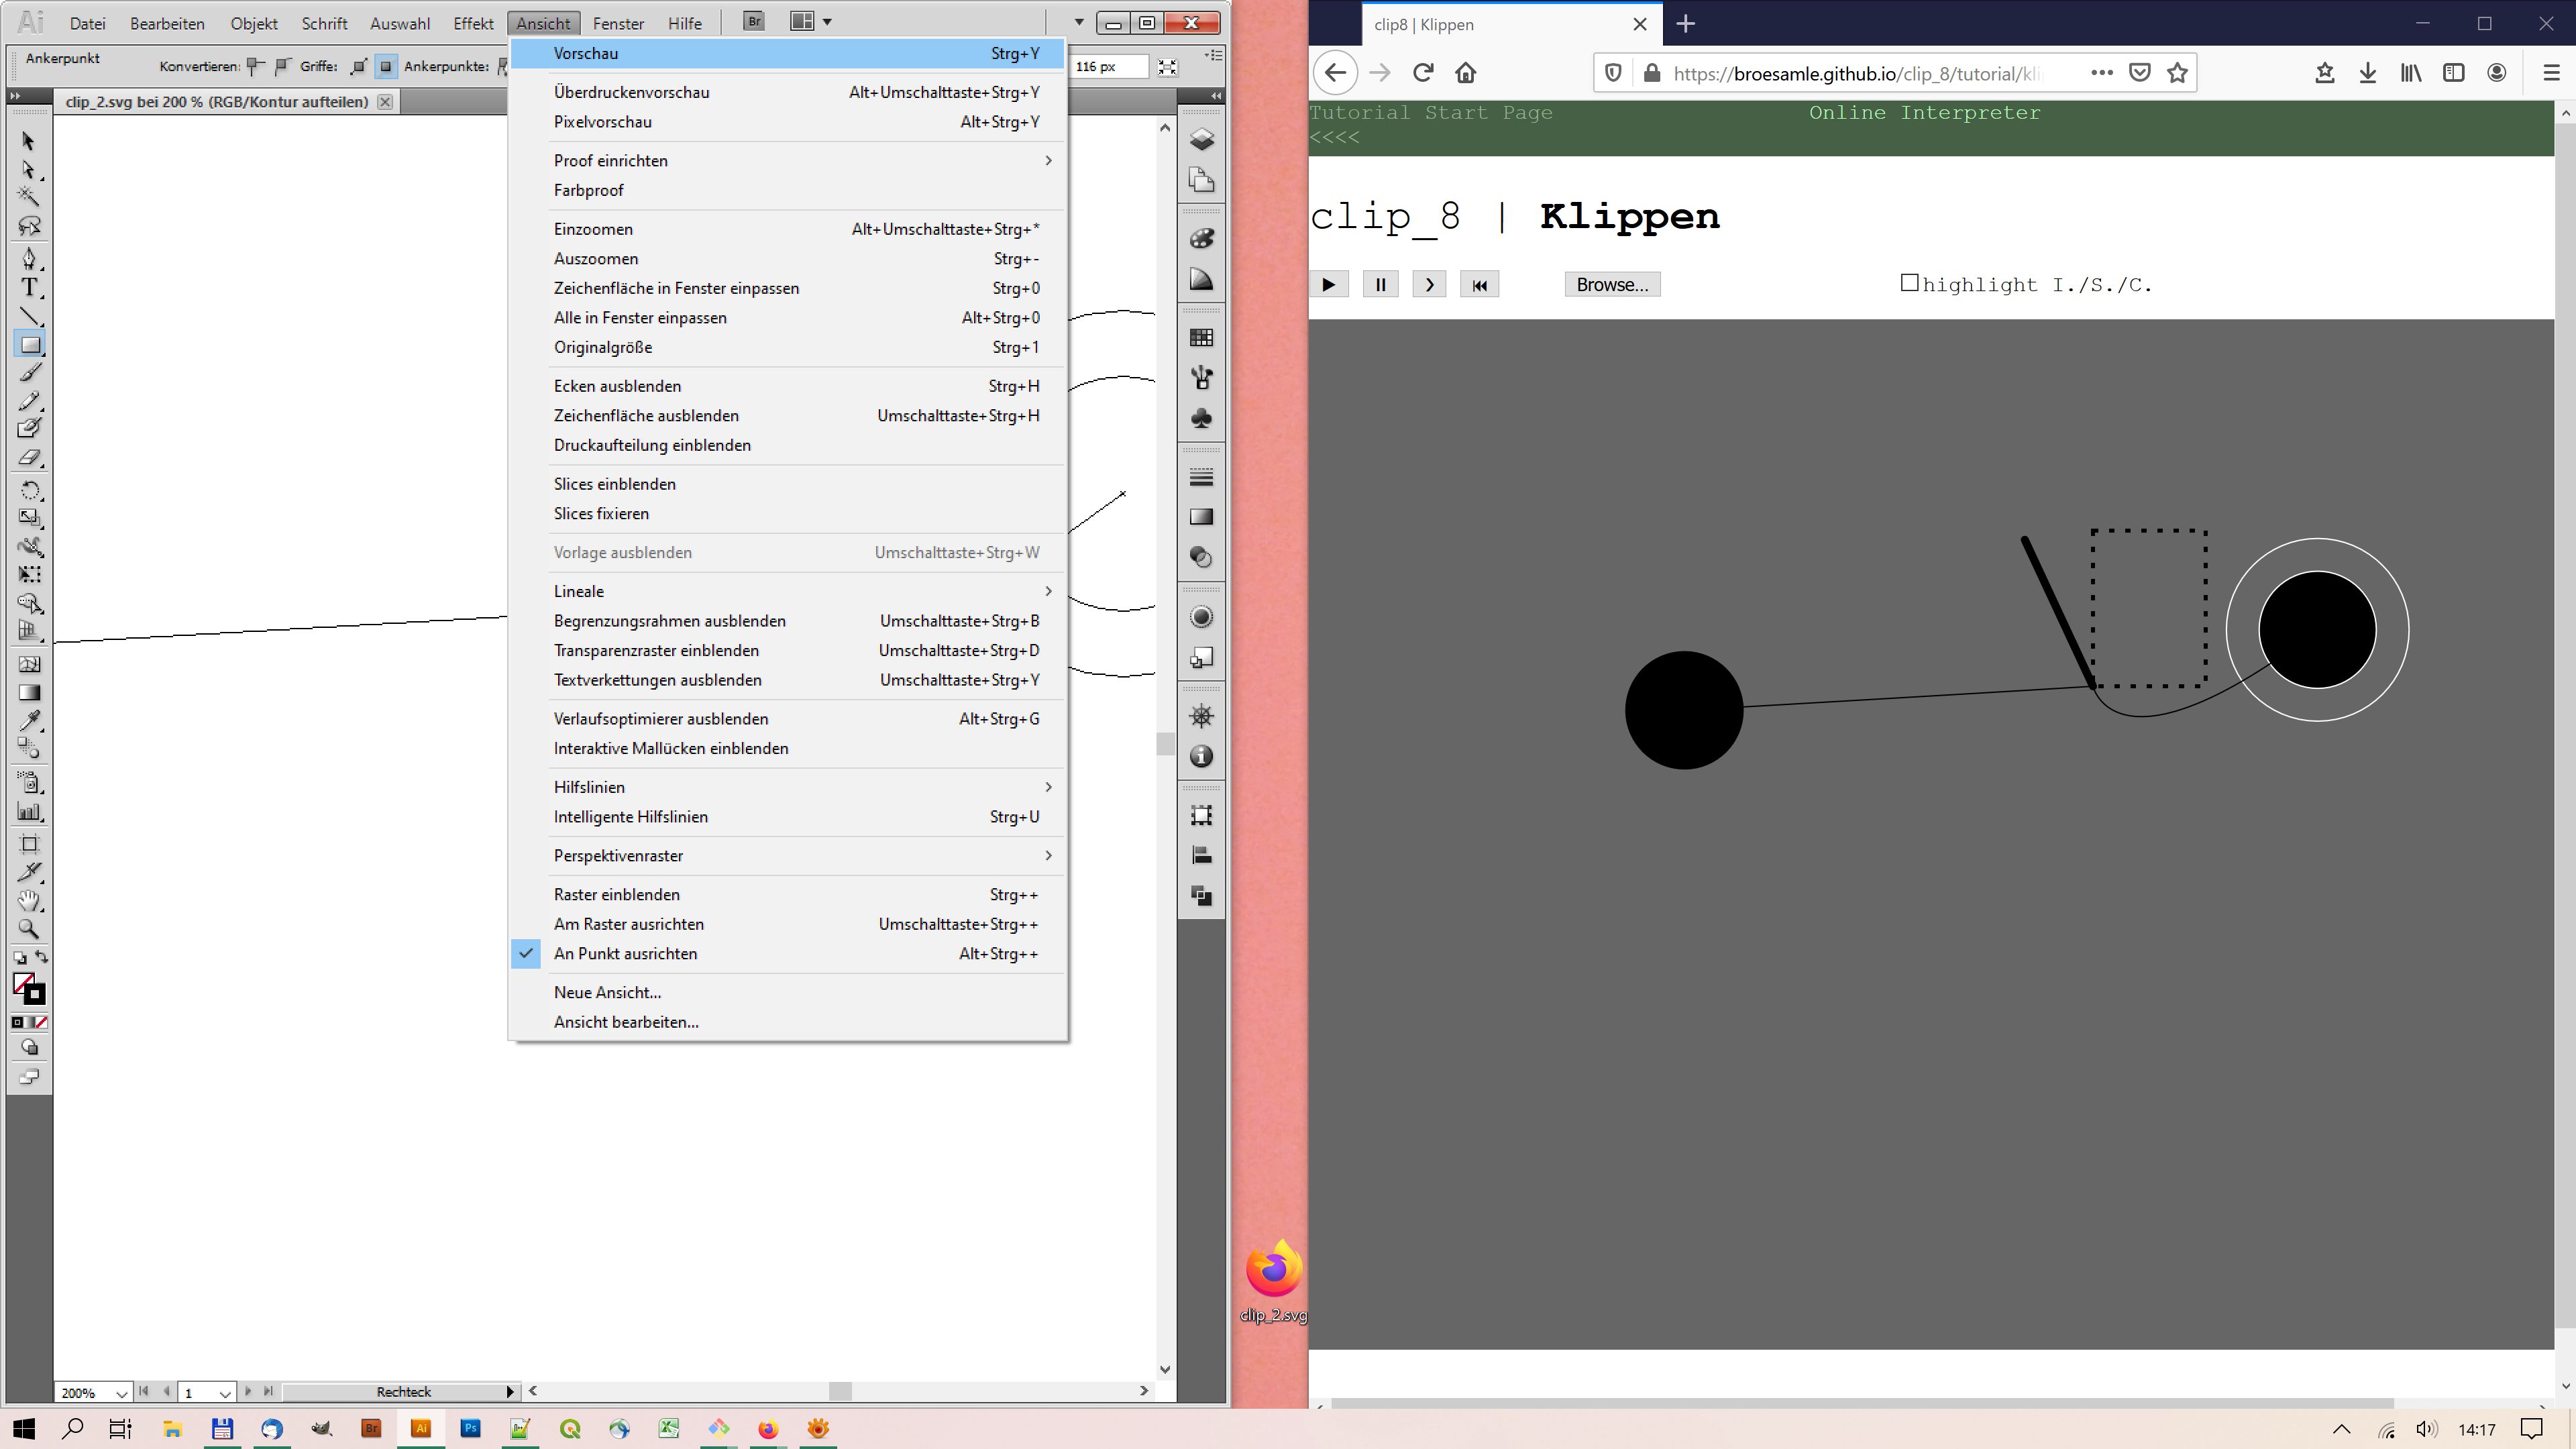 Ai Datei Bearbeiten Objekt Schrift Auswahl Effekt Ansicht Fenster Hilfe Br
Ankerpunkt Konvertieren: Griffe: Ankerpunkte: 116 px
clip_2.svg bei 200 % (RGB/Kontur aufteilen)
Vorschau Strg+Y
Überdruckenvorschau Alt+Umschalttaste+Strg+Y
Pixelvorschau Alt+Strg+Y
Proof einrichten
Farbproof
Einzoomen Alt+Umschalttaste+Strg+*
Auszoomen Strg+-
Zeichenfläche in Fenster einpassen Strg+0
Alle in Fenster einpassen Alt+Strg+0
Originalgröße Strg+1
Ecken ausblenden Strg+H
Zeichenfläche ausblenden Umschalttaste+Strg+H
Druckaufteilung einblenden
Slices einblenden
Slices fixieren
Vorlage ausblenden Umschalttaste+Strg+W
Lineale
Begrenzungsrahmen ausblenden Umschalttaste+Strg+B
Transparenzraster einblenden Umschalttaste+Strg+D
Textverkettungen ausblenden Umschalttaste+Strg+Y
Verlaufsoptimierer ausblenden Alt+Strg+G
Interaktive Mallücken einblenden
Hilfslinien
Intelligente Hilfslinien Strg+U
Perspektivenraster
Raster einblenden Strg++
Am Raster ausrichten Umschalttaste+Strg++
An Punkt ausrichten Alt+Strg++
Neue Ansicht...
Ansicht bearbeiten...
200% 1 Rechteck
clip_2.svg
clip8 | Klippen
https://broesamle.github.io/clip_8/tutorial/kli
Tutorial Start Page Online Interpreter
<<<<
clip_8 | Klippen
Browse... highlight I./S./C.
Br Ai Ps
14:17